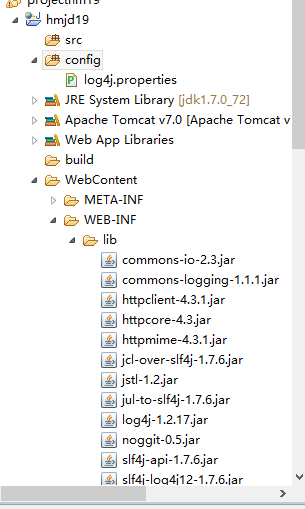 projecthm19
hmjd19
src
config
log4j.properties
JRE System Library [jdk1.7.0_72]
Apache Tomcat v7.0 [Apache Tomcat v
Web App Libraries
build
WebContent
META-INF
WEB-INF
lib
commons-io-2.3.jar
commons-logging-1.1.1.jar
httpclient-4.3.1.jar
httpcore-4.3.jar
httpmime-4.3.1.jar
jcl-over-slf4j-1.7.6.jar
jstl-1.2.jar
jul-to-slf4j-1.7.6.jar
log4j-1.2.17.jar
noggit-0.5.jar
slf4j-api-1.7.6.jar
slf4j-log4j12-1.7.6.jar